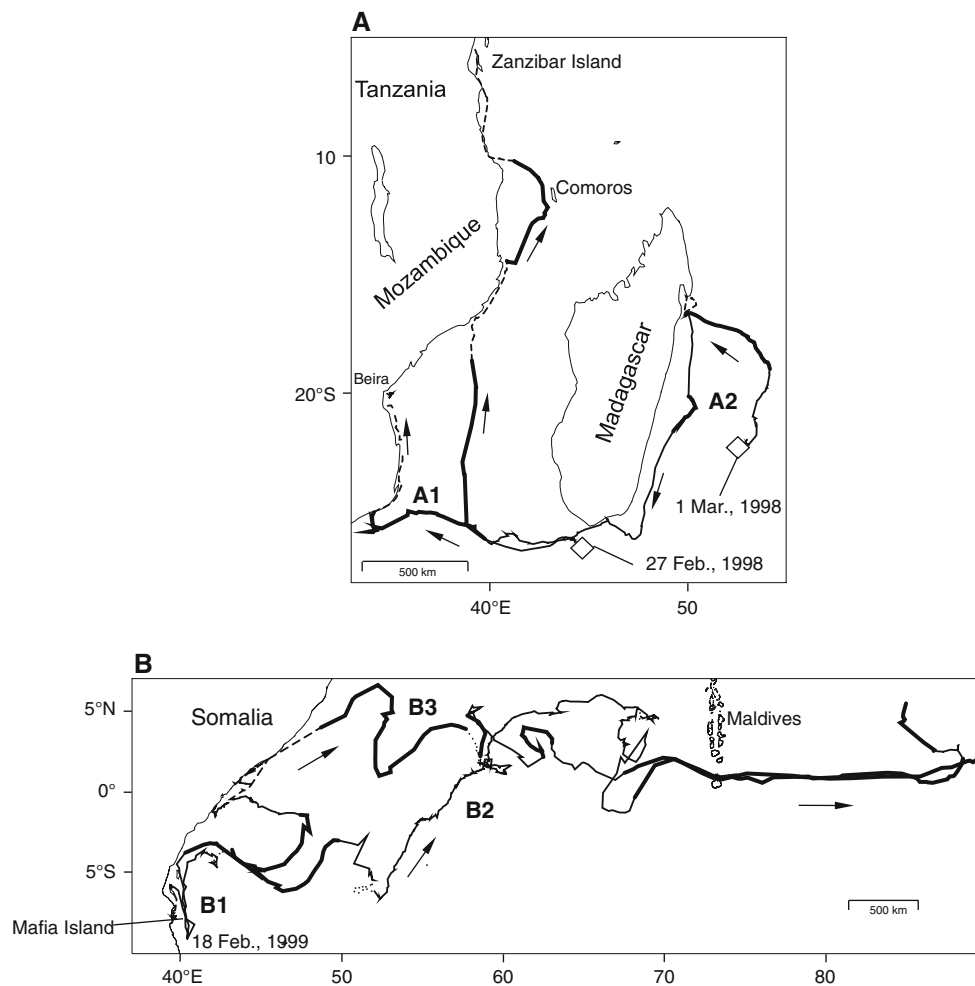 A
Zanzibar Island
Tanzania
10
Comoros
Mozambique
Madagascar
Beira
20°S
A2
A1
1 Mar., 1998
27 Feb., 1998
500 km
40°E
50
B
5°N
Somalia
B3
Maldives
0°
B2
5°S
B1
500 km
Mafia Island
18 Feb., 1999
40°E
50
60
70
80